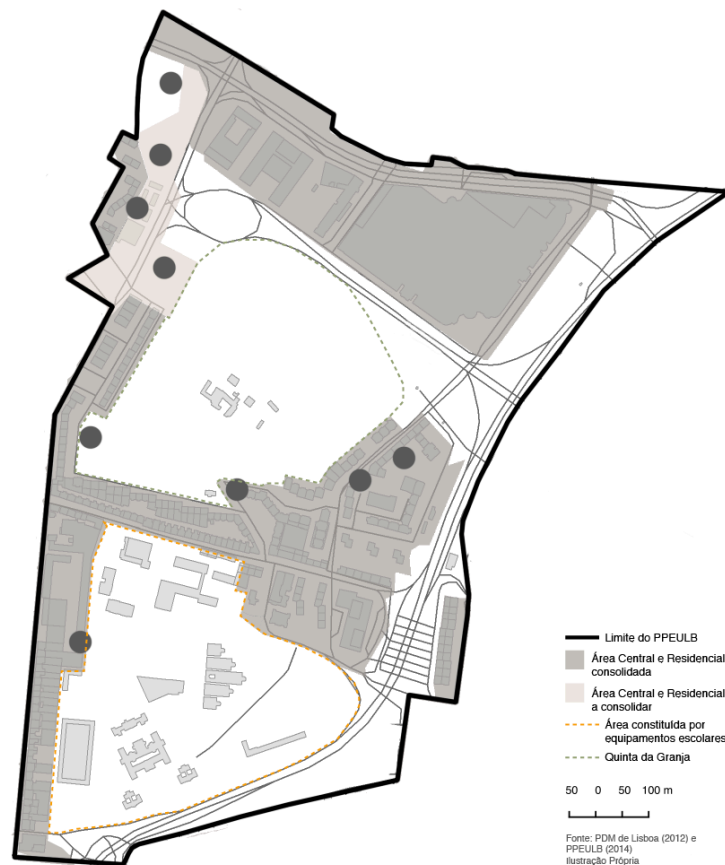 Limite do PPEULB
Área Central e Residencial
consolidada
Área Central e Residencial
a consolidar
Área constituída por
equipamentos escolares
Quinta da Granja
50 0 50 100 m
Fonte: PDM de Lisboa (2012) e
PPEULB (2014)
Ilustração Própria